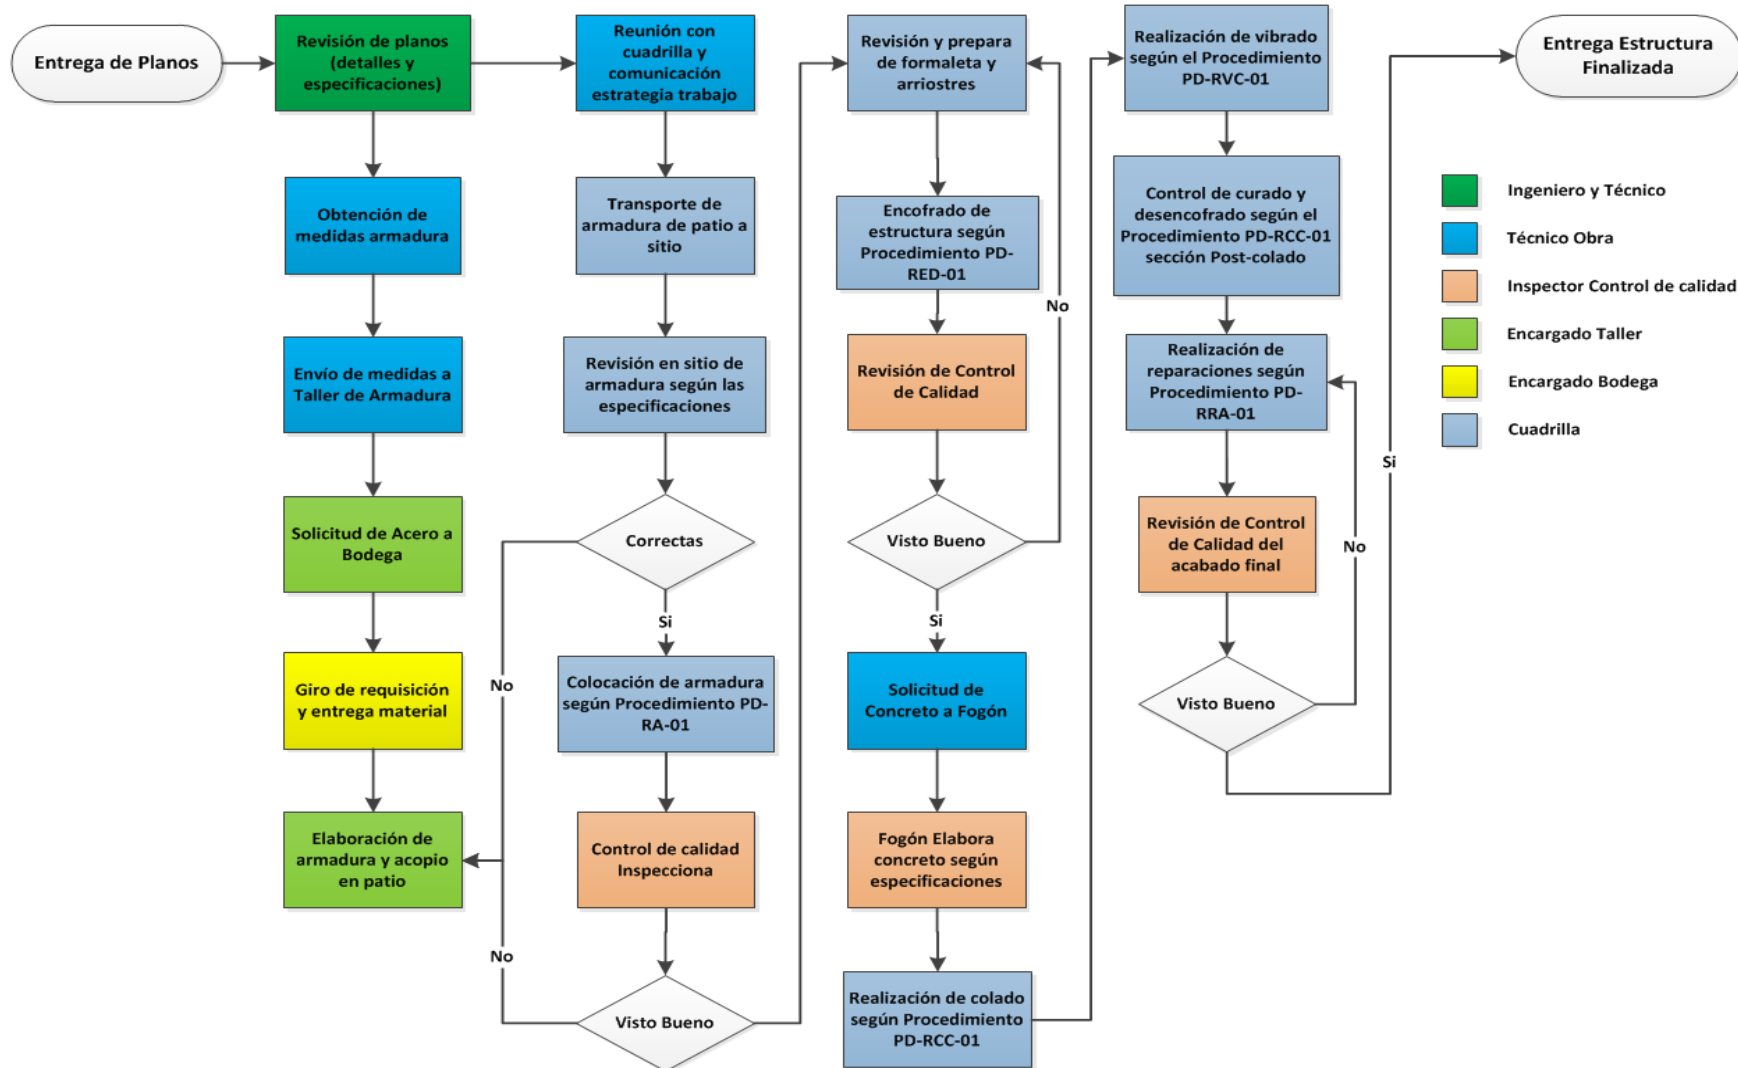 Entrega de Planos
Revisión de planos
(detalles y
especificaciones)
Obtención de
medidas armadura
Envío de medidas a
Taller de Armadura
Solicitud de Acero a
Bodega
Giro de requisición
y entrega material
Elaboración de
armadura y acopio
en patio
Reunión con
cuadrilla y
comunicación
estrategia trabajo
Transporte de
armadura de patio a
sitio
Revisión en sitio de
armadura según las
especificaciones
Correctas
No
Si
Colocación de armadura
según Procedimiento PD-
RA-01
Control de calidad
Inspecciona
No
Visto Bueno
Revisión y prepara
de formaleta y
arriostres
Encofrado de
estructura según
Procedimiento PD-
RED-01
No
Revisión de Control
de Calidad
Visto Bueno
Si
Solicitud de
Concreto a Fogón
Fogón Elabora
concreto según
especificaciones
Realización de colado
según Procedimiento
PD-RCC-01
Realización de vibrado
según el Procedimiento
PD-RVC-01
Control de curado y
desencofrado según el
Procedimiento PD-RCC-01
sección Post-colado
Realización de
reparaciones según
Procedimiento PD-
RRA-01
Revisión de Control
de Calidad del
acabado final
No
Visto Bueno
Si
Entrega Estructura
Finalizada
Ingeniero y Técnico
Técnico Obra
Inspector Control de calidad
Encargado Taller
Encargado Bodega
Cuadrilla